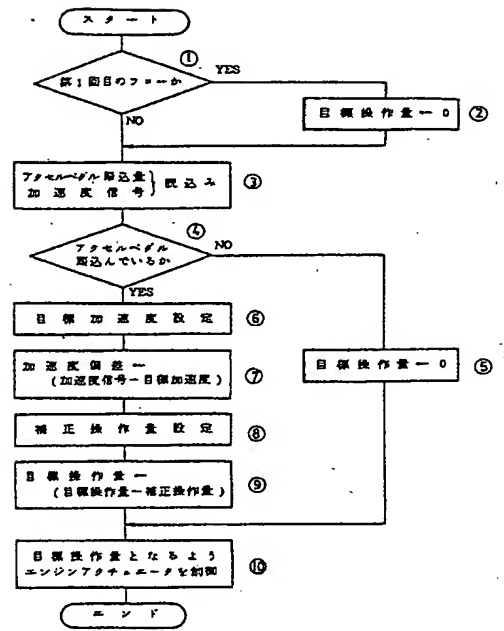 スタート
①
第1回目のフローか
YES
目標操作量←0
②
NO
アクセルペダル踏込量
加速度信号
}読込み
③
④
アクセルペダル
踏込んでいるか
NO
YES
目標加速度設定
⑥
目標操作量←0
⑤
加速度偏差←
(加速度信号−目標加速度)
⑦
補正操作量設定
⑧
目標操作量←
(目標操作量−補正操作量)
⑨
目標操作量となるよう
エンジンアクチュエータを制御
⑩
エンド